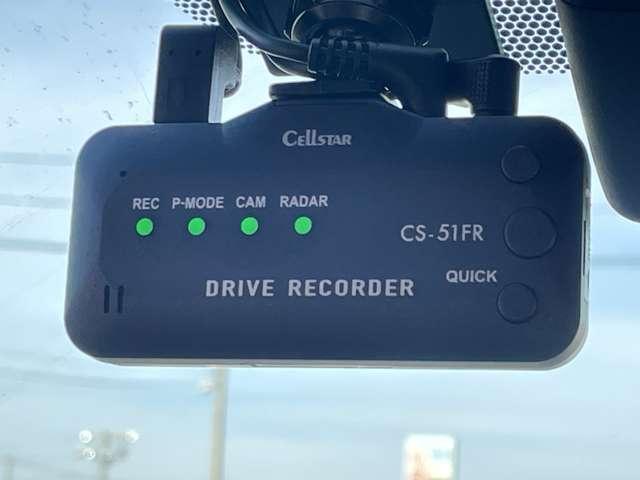 CELLSTAR
REC P-MODE CAM RADAR
CS-51FR
QUICK
DRIVE RECORDER